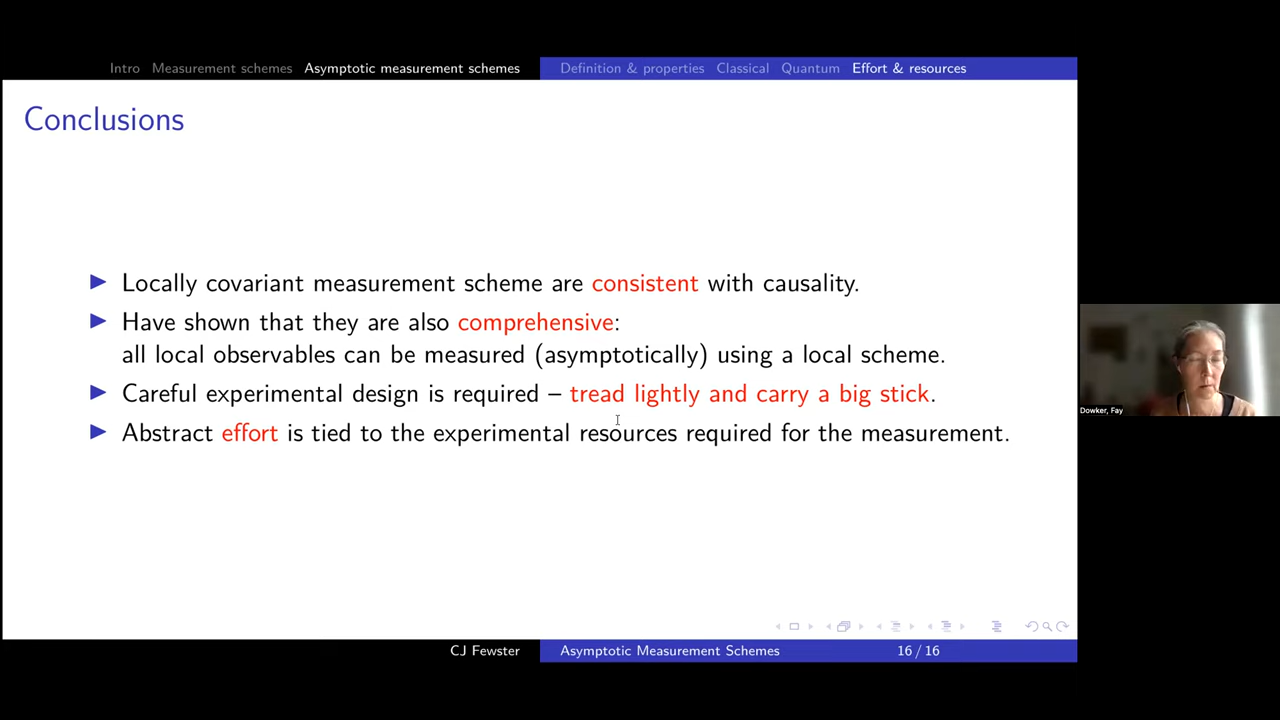 Intro Measurement schemes Asymptotic measurement schemes Definition & properties Classical Quantum Effort & resources
Conclusions
Locally covariant measurement scheme are consistent with causality.
Have shown that they are also comprehensive:
all local observables can be measured (asymptotically) using a local scheme.
Careful experimental design is required – tread lightly and carry a big stick.
Abstract effort is tied to the experimental resources required for the measurement.
Dowker, Fay
CJ Fewster Asymptotic Measurement Schemes 16 / 16